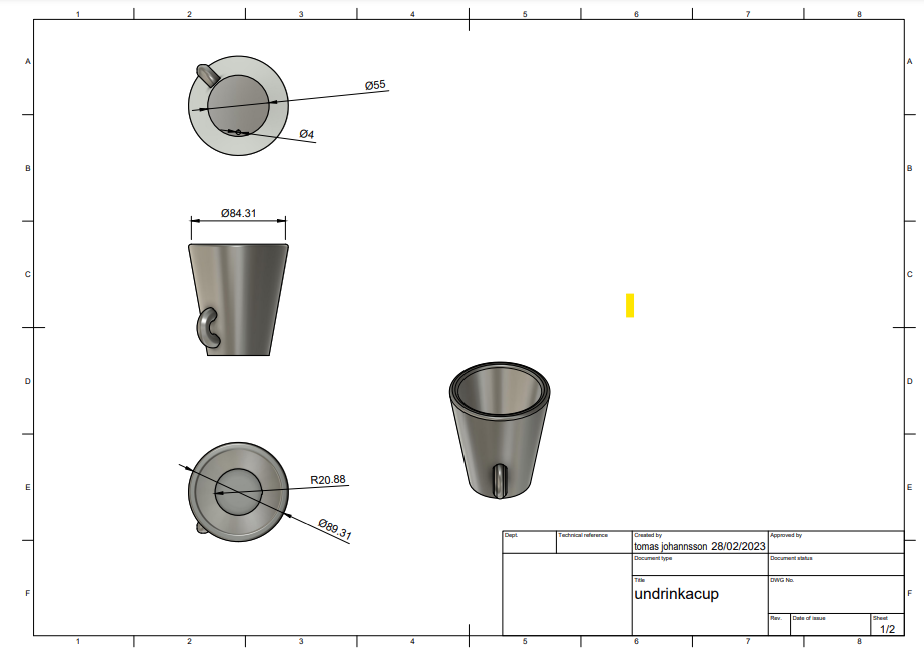 1 2 3 4 5 6 7 8
A A
Ø55
Ø4
B B
Ø84.31
C C
D D
R20.88
E E
Ø89.31
Dept. Technical reference Created by Approved by
tomas johannsson 28/02/2023
Document type Document status
Title DWG No.
undrinkacup
F F
Rev. Date of issue Sheet
1/2
1 2 3 4 5 6 7 8